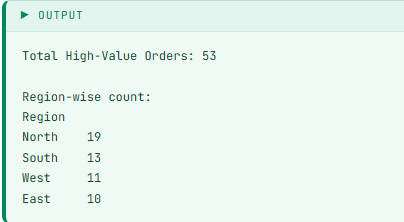 ▶ OUTPUT
Total High-Value Orders: 53
Region-wise count:
Region
North    19
South    13
West     11
East     10